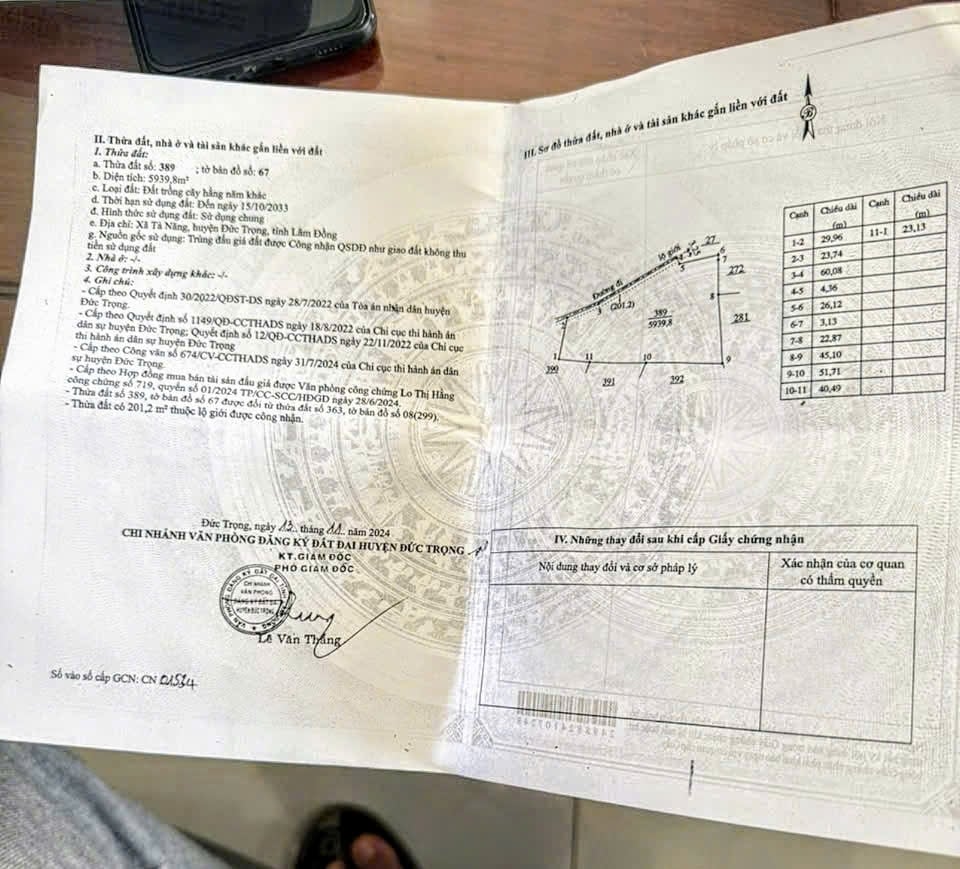 II. Thửa đất, nhà ở và tài sản khác gắn liền với đất
1. Thửa đất:
a. Thửa đất số: 389 ; tờ bản đồ số: 67
b. Diện tích: 5939,8m²
c. Loại đất: Đất trồng cây hằng năm khác
d. Thời hạn sử dụng đất: Đến ngày 15/10/2033
đ. Hình thức sử dụng đất: Sử dụng chung
e. Địa chỉ: Xã Tà Năng, huyện Đức Trọng, tỉnh Lâm Đồng
g. Nguồn gốc sử dụng: Trúng đấu giá đất được Công nhận QSDĐ như giao đất không thu
tiền sử dụng đất
2. Nhà ở: -/-
3. Công trình xây dựng khác: -/-
4. Ghi chú:
- Cấp theo Quyết định 30/2022/QĐST-DS ngày 28/7/2022 của Tòa án nhân dân huyện
Đức Trọng.
- Cấp theo Quyết định số 1149/QĐ-CCTHADS ngày 18/8/2022 của Chi cục thi hành án
dân sự huyện Đức Trọng; Quyết định số 12/QĐ-CCTHADS ngày 22/11/2022 của Chi cục
thi hành án dân sự huyện Đức Trọng
- Cấp theo Công văn số 674/CV-CCTHADS ngày 31/7/2024 của Chi cục thi hành án dân
sự huyện Đức Trọng.
- Cấp theo Hợp đồng mua bán tài sản đấu giá được Văn phòng công chứng Lo Thị Hằng
công chứng số 719, quyển số 01/2024 TP/CC-SCC/HĐGD ngày 28/6/2024.
- Thửa đất số 389, tờ bản đồ số 67 được đổi từ thửa đất số 363, tờ bản đồ số 08(299).
- Thửa đất có 201,2 m² thuộc lộ giới được công nhận.
Đức Trọng, ngày 12 tháng 11 năm 2024
CHI NHÁNH VĂN PHÒNG ĐĂNG KÝ ĐẤT ĐAI HUYỆN ĐỨC TRỌNG
KT.GIÁM ĐỐC
PHÓ GIÁM ĐỐC
CHI NHÁNH
VĂN PHÒNG
ĐĂNG KÝ ĐẤT ĐAI
HUYỆN ĐỨC TRỌNG
Lê Văn Thắng
Số vào sổ cấp GCN: CN 01534
III. Sơ đồ thửa đất, nhà ở và tài sản khác gắn liền với đất
B
lộ giới 27
Đường đi
(201.2)
389
5939,8
272
281
1 2 3 4 5 6 7 8 9 10 11
390
391
392
Cạnh Chiều dài (m) Cạnh Chiều dài (m)
1-2 29,96 11-1 23,13
2-3 23,74
3-4 60,08
4-5 4,36
5-6 26,12
6-7 3,13
7-8 22,87
8-9 45,10
9-10 51,71
10-11 40,49
IV. Những thay đổi sau khi cấp Giấy chứng nhận
Nội dung thay đổi và cơ sở pháp lý
Xác nhận của cơ quan
có thẩm quyền